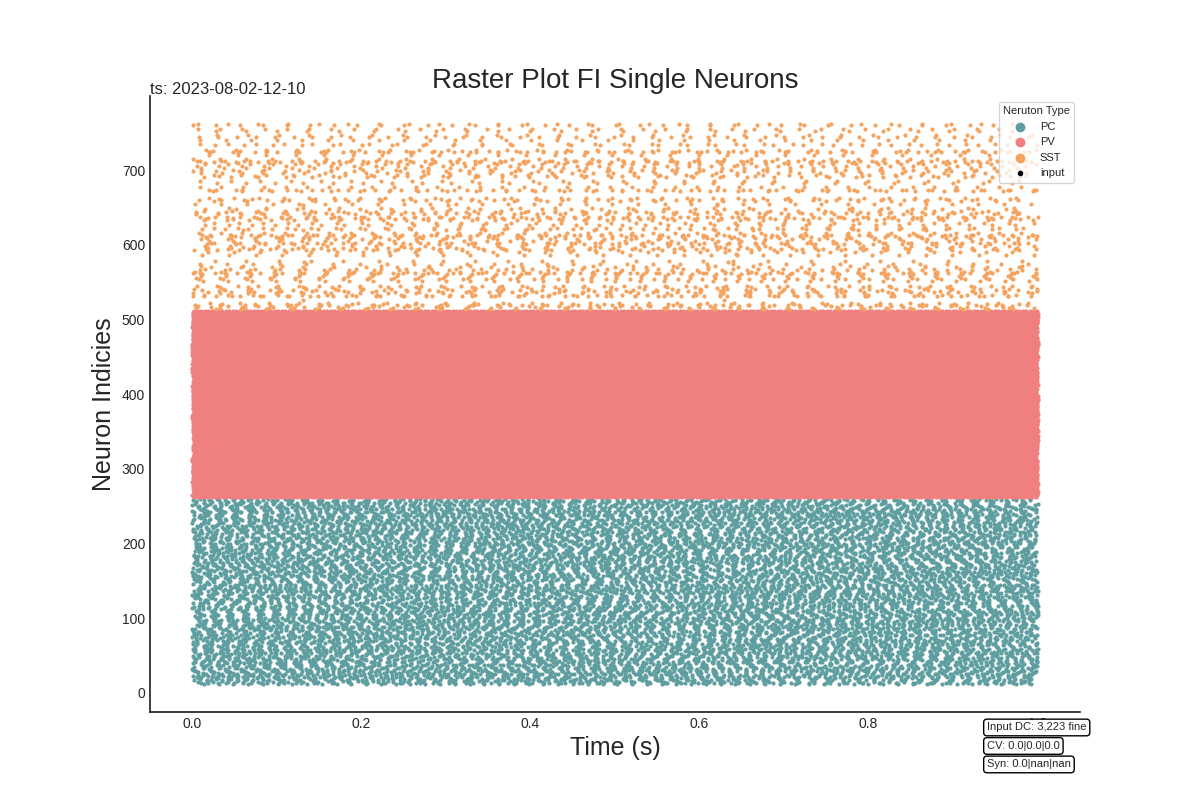 Raster Plot FI Single Neurons
ts: 2023-08-02-12-10
Neruton Type
PC
PV
SST
input
Neuron Indicies
700
600
500
400
300
200
100
0
0.0
0.2
0.4
0.6
0.8
Time (s)
Input DC: 3,223 fine
CV: 0.0|0.0|0.0
Syn: 0.0|nan|nan